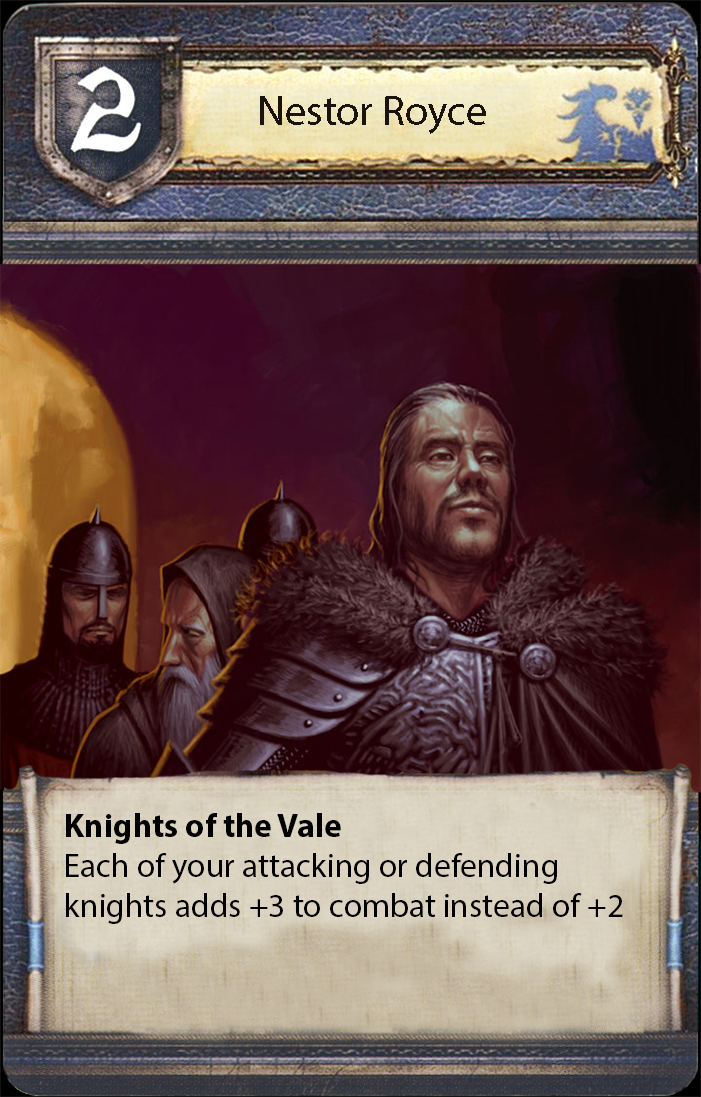 2
Nestor Royce
Knights of the Vale
Each of your attacking or defending
knights adds +3 to combat instead of +2